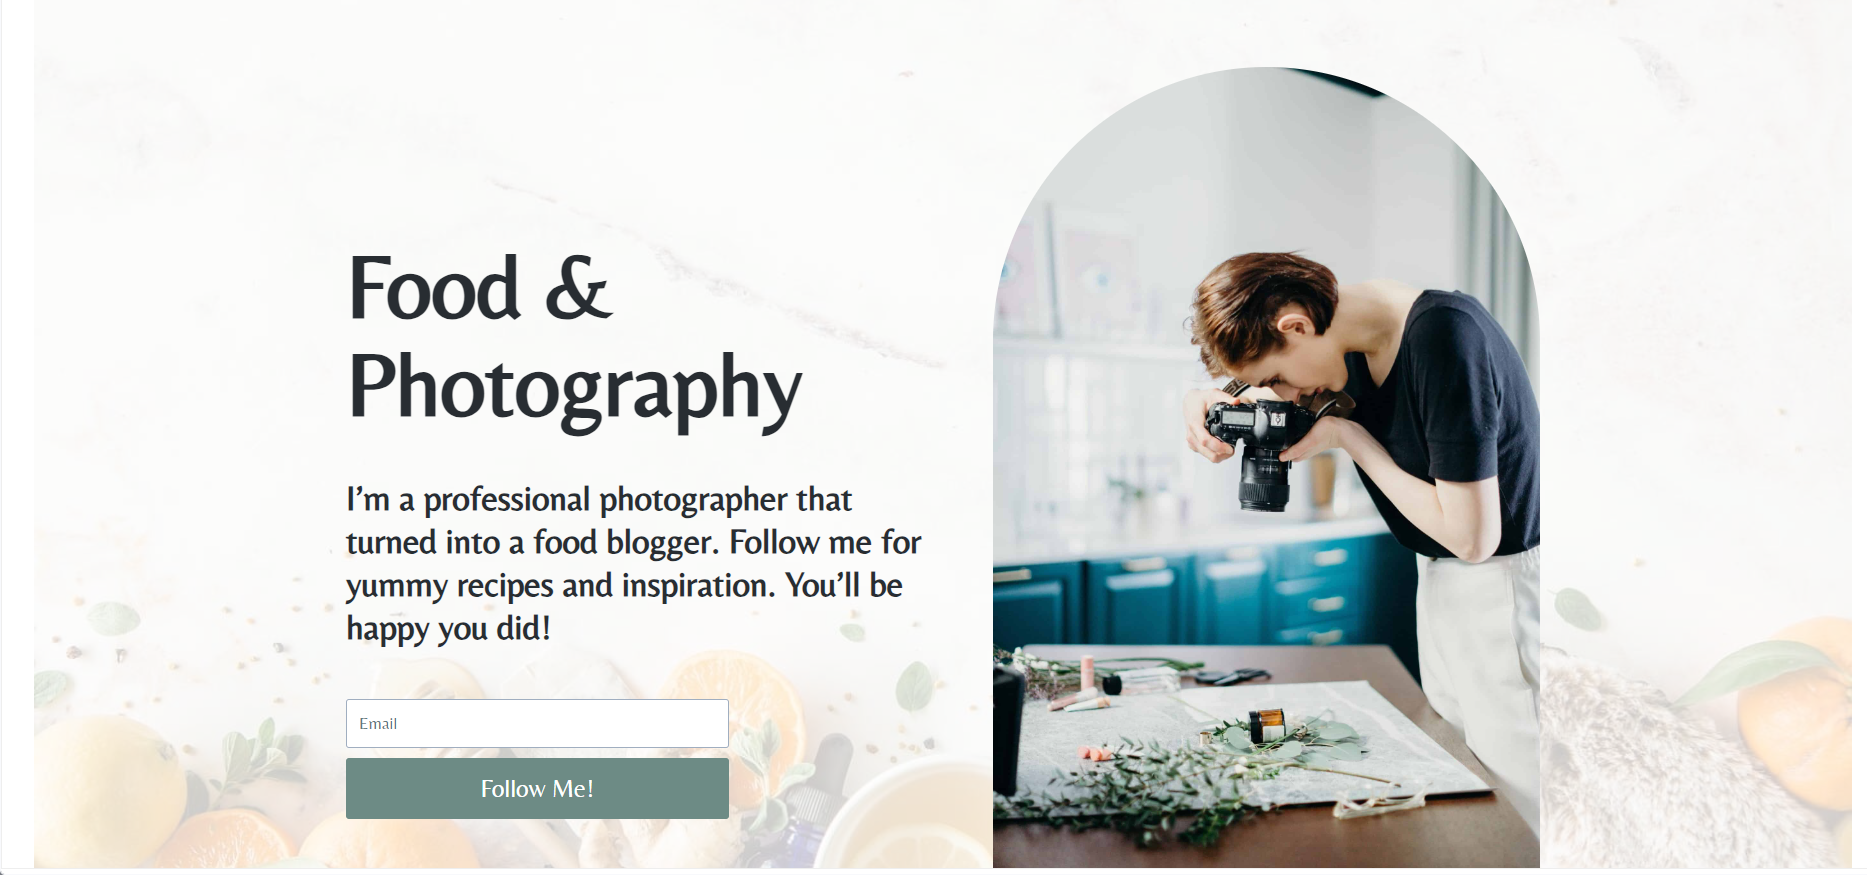 Food &
Photography
I’m a professional photographer that
turned into a food blogger. Follow me for
yummy recipes and inspiration. You’ll be
happy you did!
Email
Follow Me!